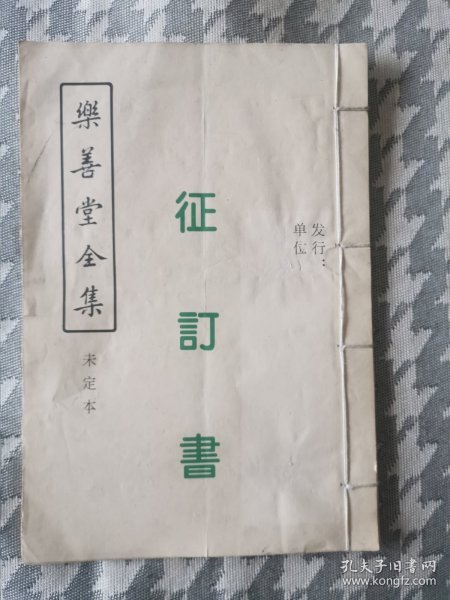 樂善堂全集
未定本
征訂書
发行
单位：
孔夫子旧书网
www.kongfz.com